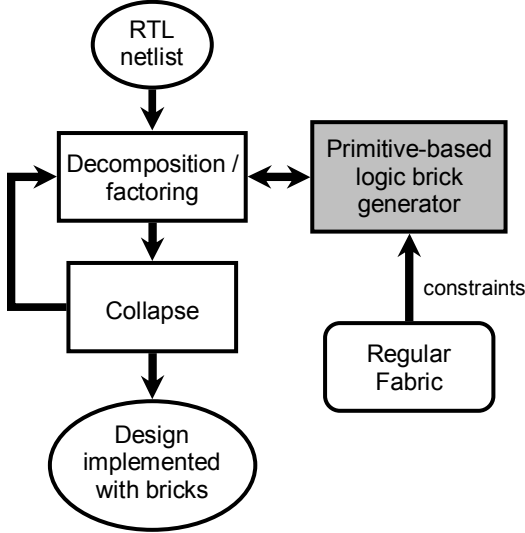 RTL
netlist
Decomposition /
factoring
Primitive-based
logic brick
generator
constraints
Collapse
Regular
Fabric
Design
implemented
with bricks